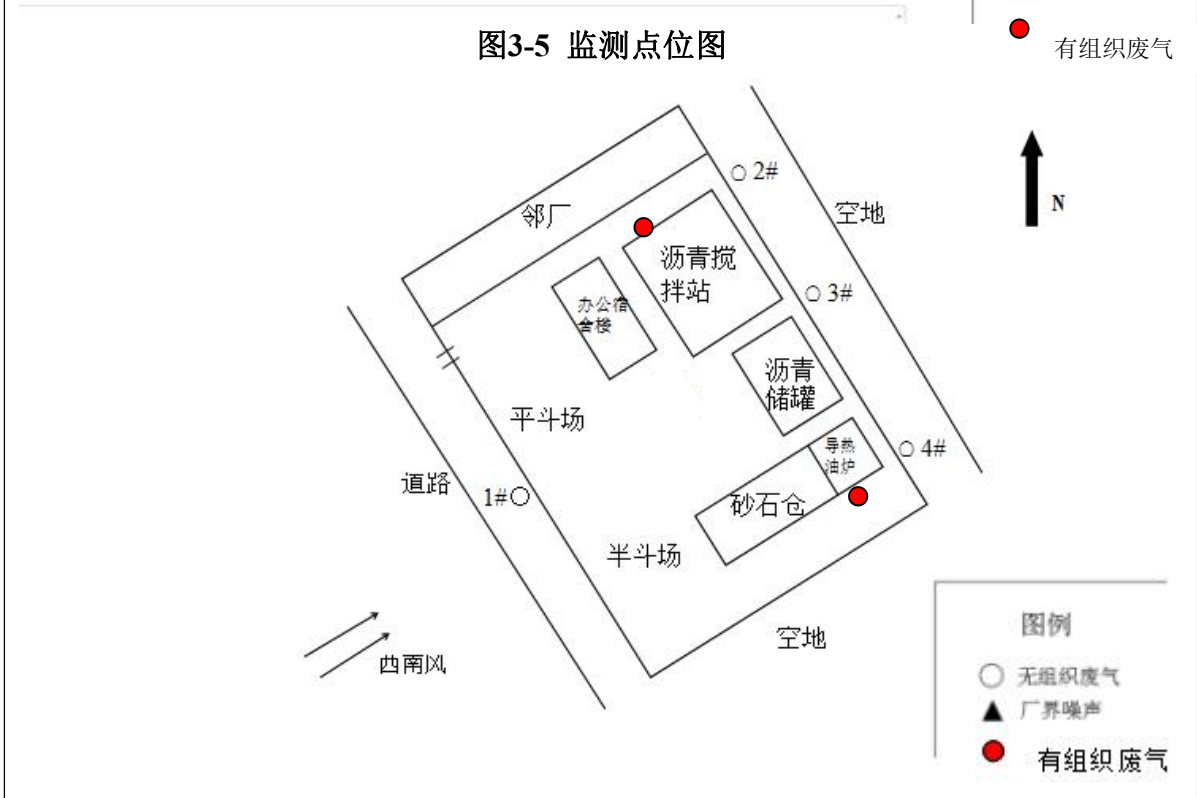 图3-5 监测点位图
有组织废气
2#
空地
N
邻厂
沥青搅
拌站
办公宿
舍楼
3#
沥青
储罐
平斗场
导热
油炉
4#
道路
1#
砂石仓
半斗场
空地
西南风
图例
无组织废气
厂界噪声
有组织废气